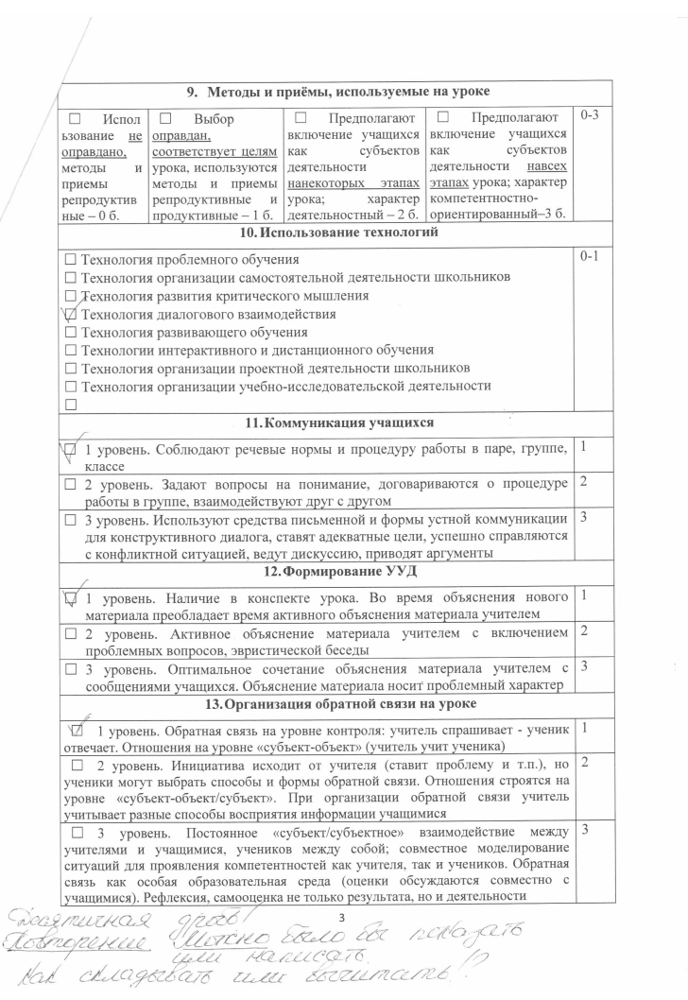 9. Методы и приёмы, используемые на уроке
☐ Испол
ьзование не
оправдано,
методы и
приемы
репродуктив
ные – 0 б.
☐ Выбор
оправдан,
соответствует целям
урока, используются
методы и приемы
репродуктивные и
продуктивные – 1 б.
☐ Предполагают
включение учащихся
как субъектов
деятельности
нанекоторых этапах
урока; характер
деятельностный – 2 б.
☐ Предполагают
включение учащихся
как субъектов
деятельности навсех
этапах урока; характер
компетентностно-
ориентированный–3 б.
0-3
10. Использование технологий
☐ Технология проблемного обучения
☐ Технология организации самостоятельной деятельности школьников
☐ Технология развития критического мышления
☑ Технология диалогового взаимодействия
☐ Технология развивающего обучения
☐ Технологии интерактивного и дистанционного обучения
☐ Технология организации проектной деятельности школьников
☐ Технология организации учебно-исследовательской деятельности
☐
0-1
11. Коммуникация учащихся
☑ 1 уровень. Соблюдают речевые нормы и процедуру работы в паре, группе,
классе
1
☐ 2 уровень. Задают вопросы на понимание, договариваются о процедуре
работы в группе, взаимодействуют друг с другом
2
☐ 3 уровень. Используют средства письменной и формы устной коммуникации
для конструктивного диалога, ставят адекватные цели, успешно справляются
с конфликтной ситуацией, ведут дискуссию, приводят аргументы
3
12. Формирование УУД
☑ 1 уровень. Наличие в конспекте урока. Во время объяснения нового
материала преобладает время активного объяснения материала учителем
1
☐ 2 уровень. Активное объяснение материала учителем с включением
проблемных вопросов, эвристической беседы
2
☐ 3 уровень. Оптимальное сочетание объяснения материала учителем с
сообщениями учащихся. Объяснение материала носит проблемный характер
3
13. Организация обратной связи на уроке
☑ 1 уровень. Обратная связь на уровне контроля: учитель спрашивает - ученик
отвечает. Отношения на уровне «субъект-объект» (учитель учит ученика)
1
☐ 2 уровень. Инициатива исходит от учителя (ставит проблему и т.п.), но
ученики могут выбрать способы и формы обратной связи. Отношения строятся на
уровне «субъект-объект/субъект». При организации обратной связи учитель
учитывает разные способы восприятия информации учащимися
2
☐ 3 уровень. Постоянное «субъект/субъектное» взаимодействие между
учителями и учащимися, учеников между собой; совместное моделирование
ситуаций для проявления компетентностей как учителя, так и учеников. Обратная
связь как особая образовательная среда (оценки обсуждаются совместно с
учащимися). Рефлексия, самооценка не только результата, но и деятельности
3
3
Десятичная дробь!
Повторение Можно было бы показать
или написать
как складывать или вычитать!?